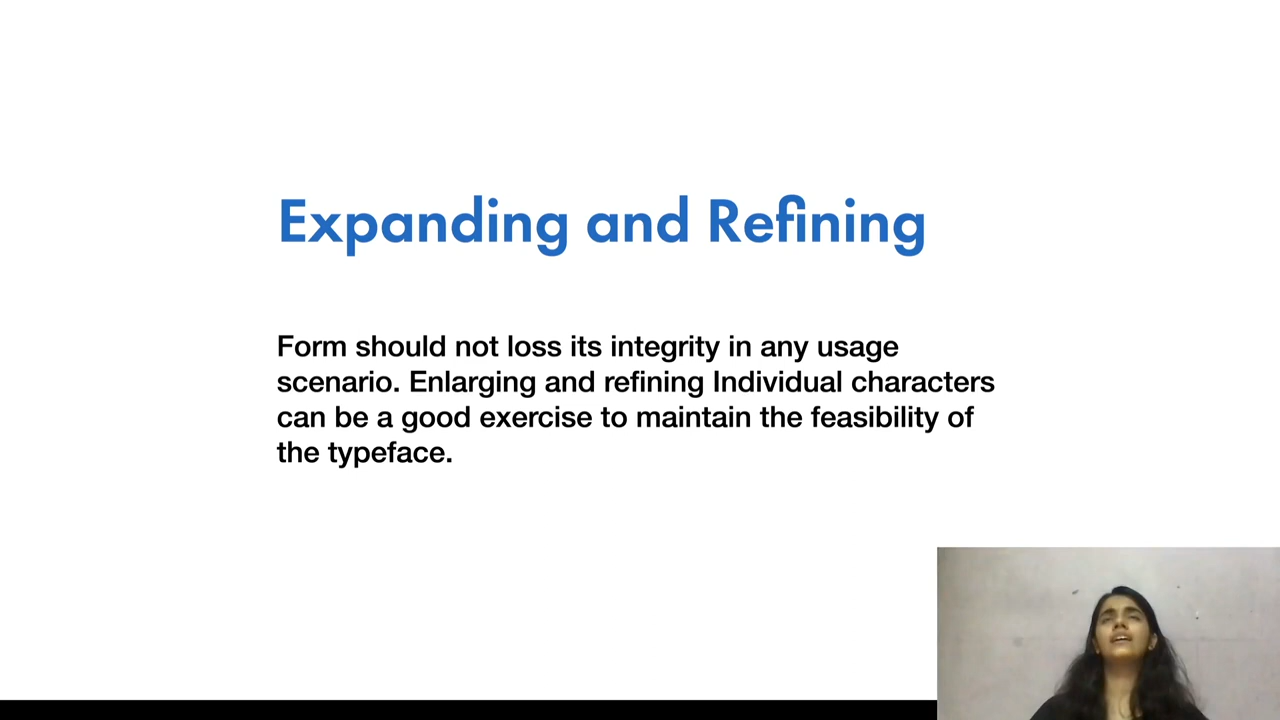 Expanding and Refining
Form should not loss its integrity in any usage
scenario. Enlarging and refining Individual characters
can be a good exercise to maintain the feasibility of
the typeface.